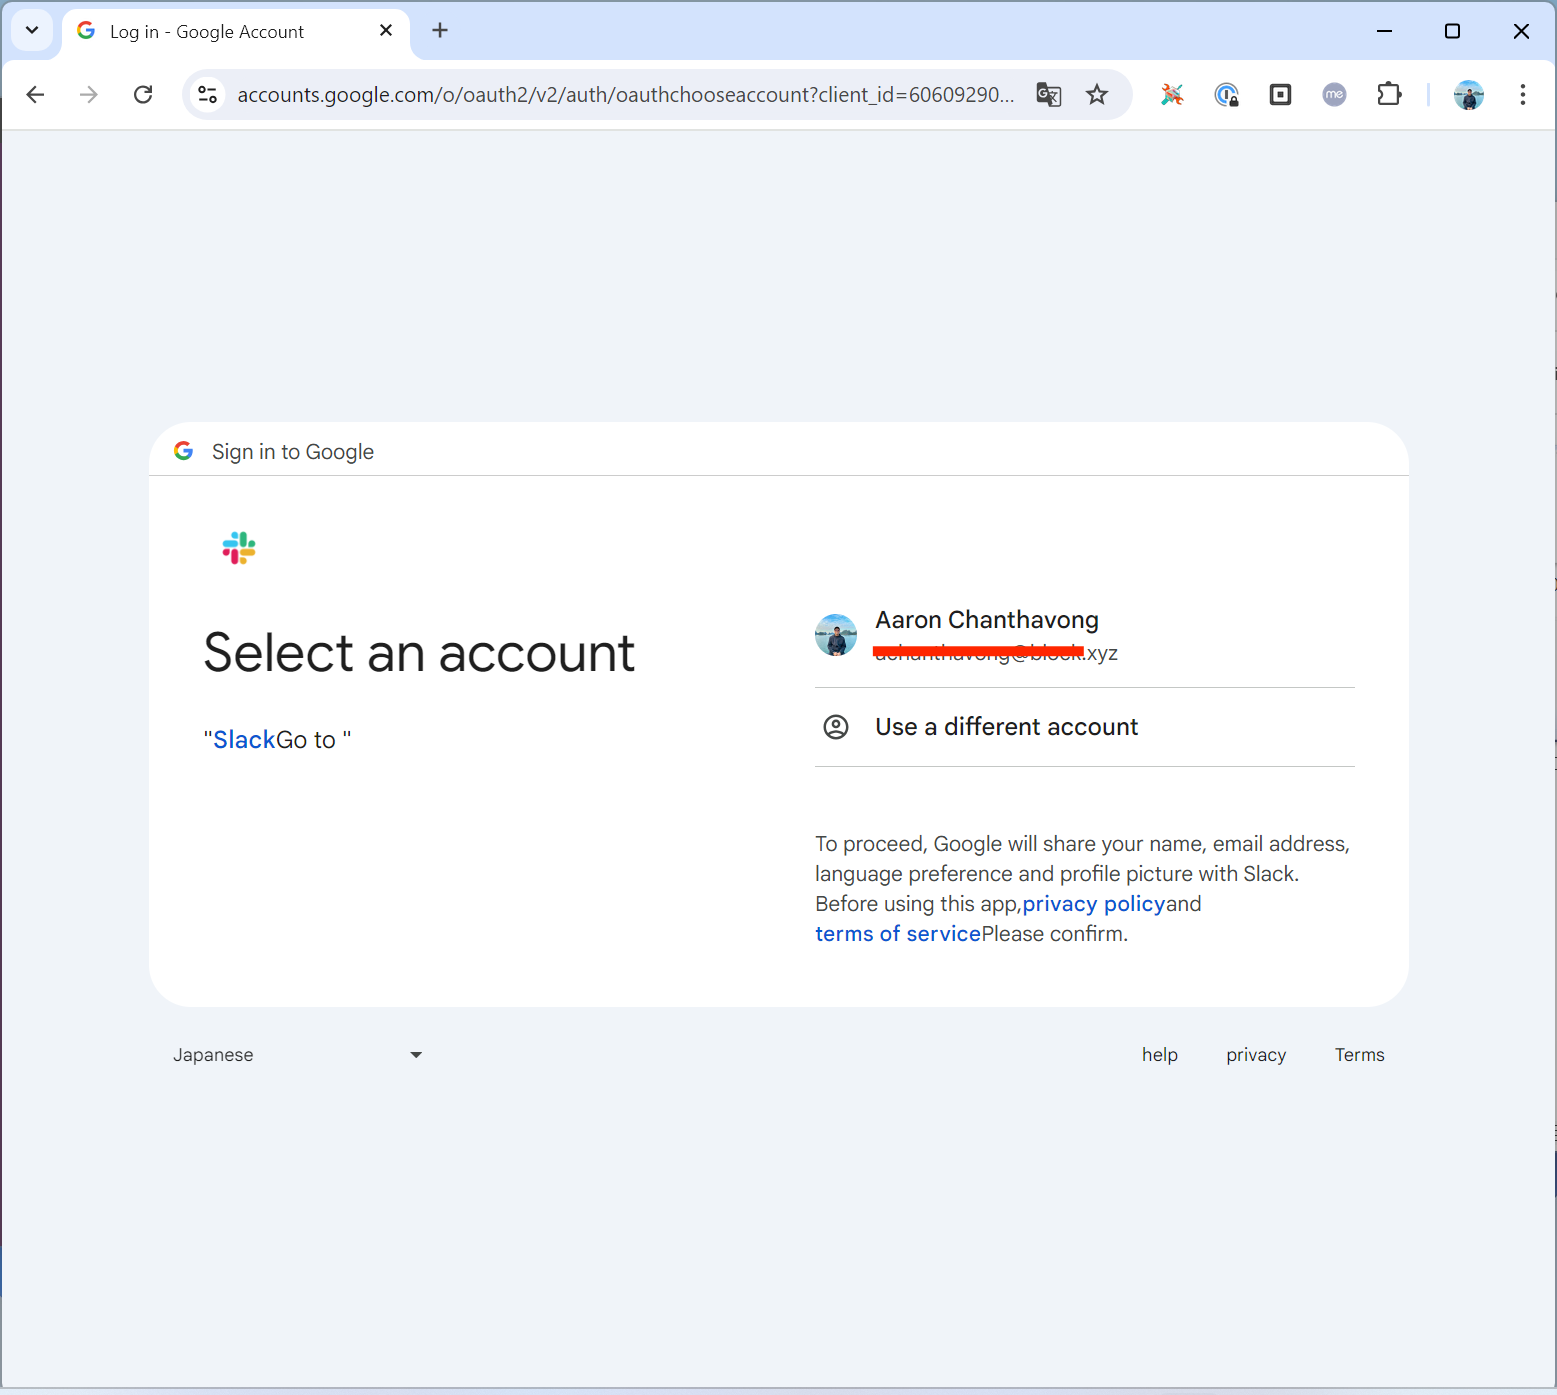 Log in - Google Account
accounts.google.com/o/oauth2/v2/auth/oauthchooseaccount?client_id=60609290...
me
Sign in to Google
Select an account
"SlackGo to "
Aaron Chanthavong
.xyz
Use a different account
To proceed, Google will share your name, email address,
language preference and profile picture with Slack.
Before using this app,privacy policyand
terms of servicePlease confirm.
Japanese
help
privacy
Terms